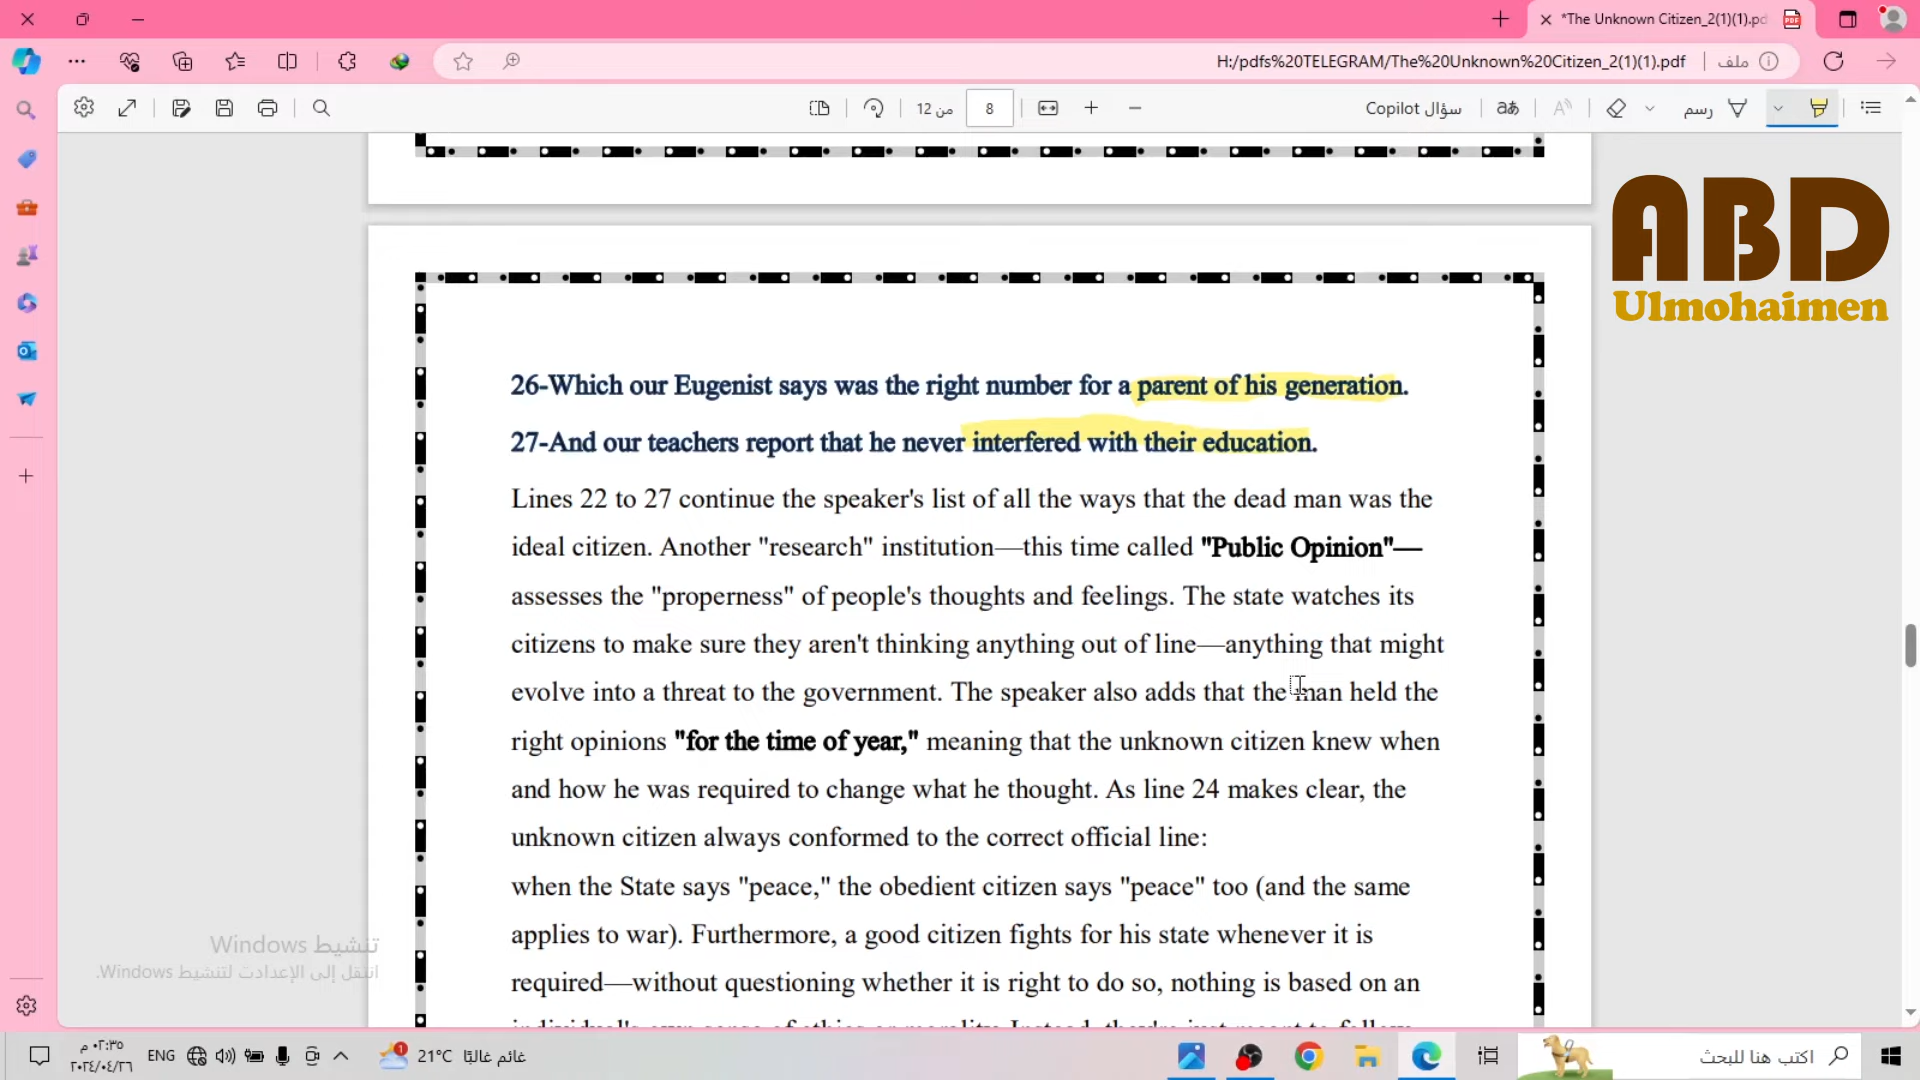 *The Unknown Citizen_2(1)(1).pd
H:/pdfs%20TELEGRAM/The%20Unknown%20Citizen_2(1)(1).pdf
ملف
12 من
8
سؤال Copilot
رسم
ABD
Ulmohaimen
26-Which our Eugenist says was the right number for a parent of his generation.
27-And our teachers report that he never interfered with their education.
Lines 22 to 27 continue the speaker's list of all the ways that the dead man was the
ideal citizen. Another "research" institution—this time called "Public Opinion"—
assesses the "properness" of people's thoughts and feelings. The state watches its
citizens to make sure they aren't thinking anything out of line—anything that might
evolve into a threat to the government. The speaker also adds that the man held the
right opinions "for the time of year," meaning that the unknown citizen knew when
and how he was required to change what he thought. As line 24 makes clear, the
unknown citizen always conformed to the correct official line:
when the State says "peace," the obedient citizen says "peace" too (and the same
applies to war). Furthermore, a good citizen fights for his state whenever it is
required—without questioning whether it is right to do so, nothing is based on an
تنشيط Windows
انتقل إلى الإعدادت لتنشيط Windows.
٠٢:٣٥ م
٢٠٢٤/٠٤/٢٦
ENG
21°C
غائم غالبًا
اكتب هنا للبحث